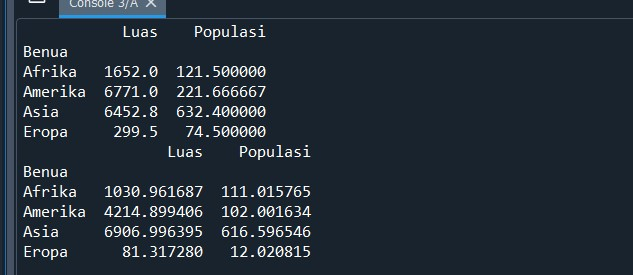 Console 3/A X
Luas Populasi
Benua
Afrika 1652.0 121.500000
Amerika 6771.0 221.666667
Asia 6452.8 632.400000
Eropa 299.5 74.500000
Luas Populasi
Benua
Afrika 1030.961687 111.015765
Amerika 4214.899406 102.001634
Asia 6906.996395 616.596546
Eropa 81.317280 12.020815